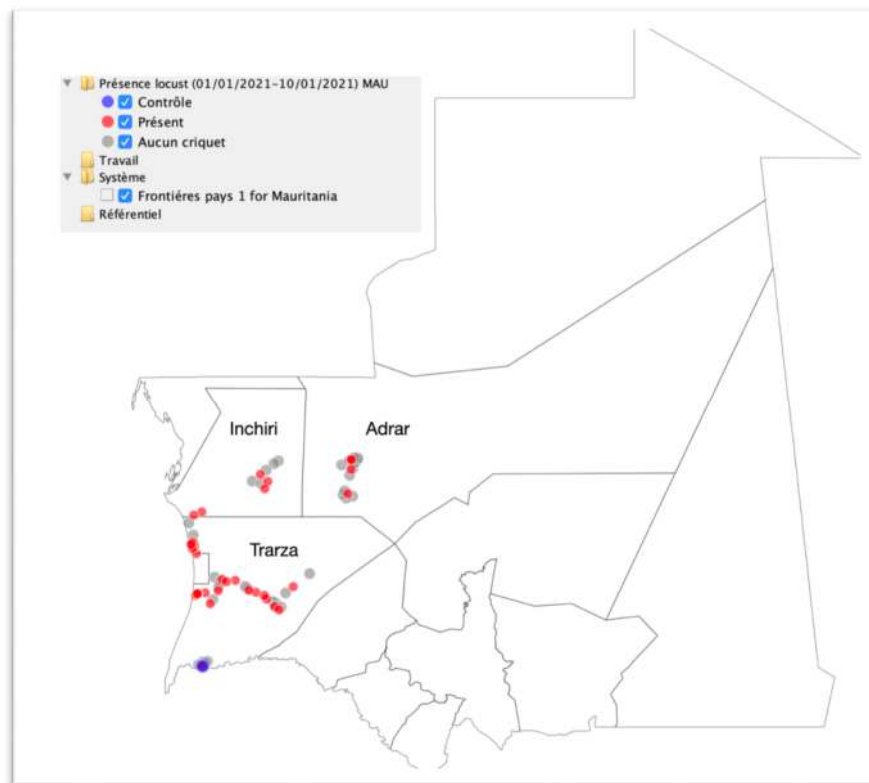 Présence locust (01/01/2021-10/01/2021) MAU
Contrôle
Présent
Aucun criquet
Travail
Système
Frontiéres pays 1 for Mauritania
Référentiel
Inchiri
Adrar
Trarza